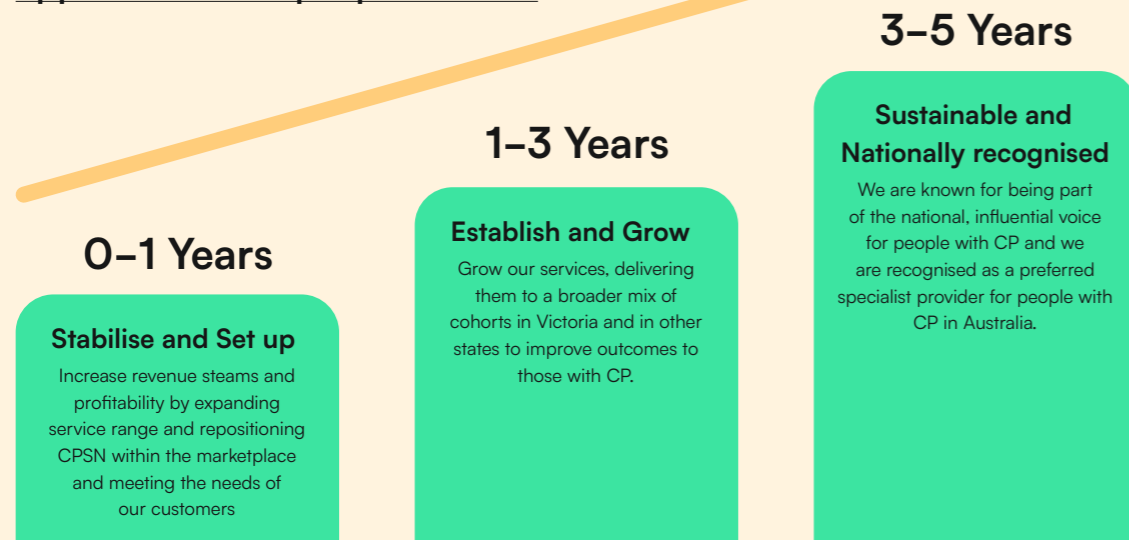 0–1 Years
Stabilise and Set up
Increase revenue steams and
profitability by expanding
service range and repositioning
CPSN within the marketplace
and meeting the needs of
our customers
1–3 Years
Establish and Grow
Grow our services, delivering
them to a broader mix of
cohorts in Victoria and in other
states to improve outcomes to
those with CP.
3–5 Years
Sustainable and
Nationally recognised
We are known for being part
of the national, influential voice
for people with CP and we
are recognised as a preferred
specialist provider for people with
CP in Australia.